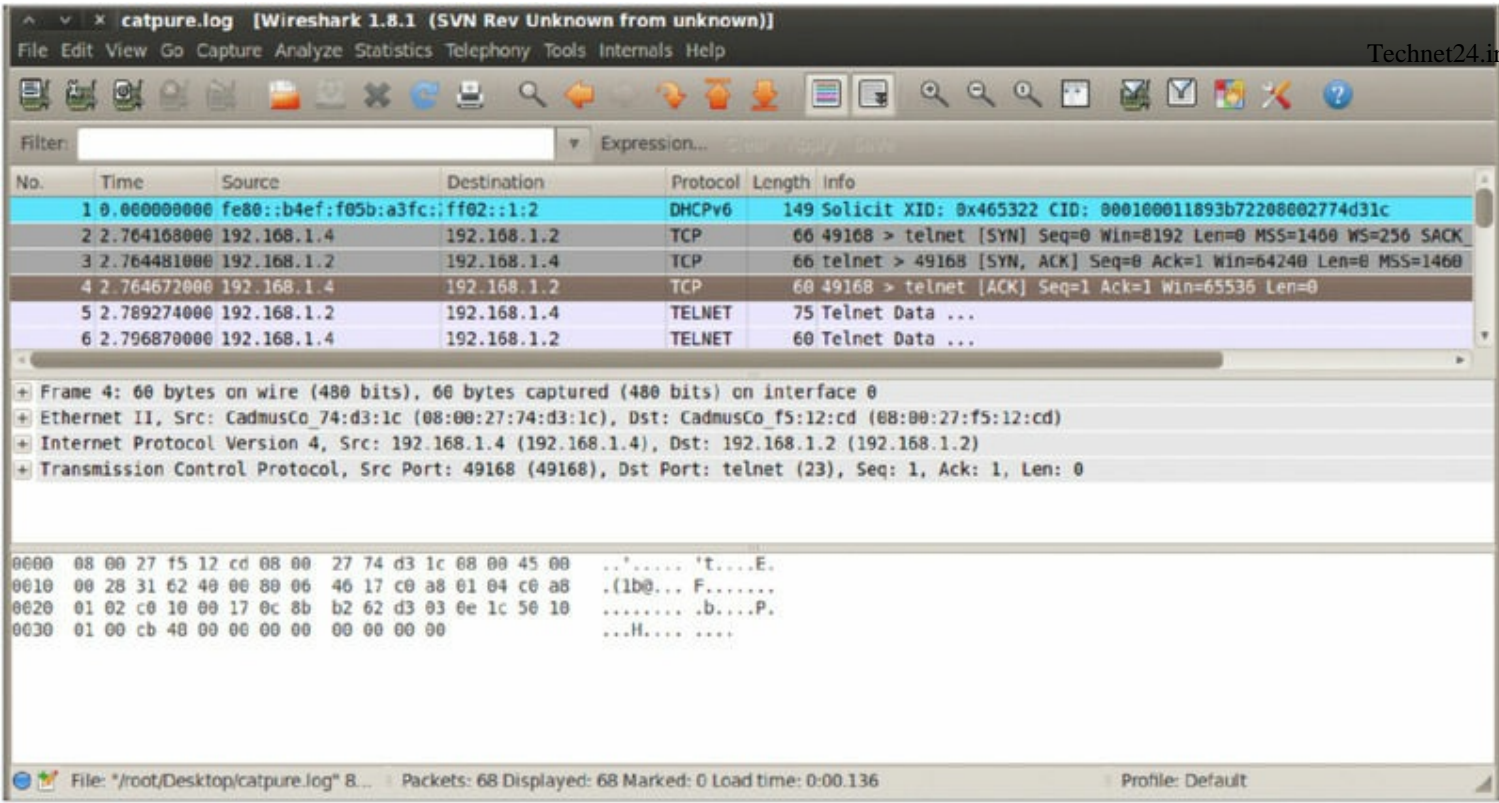 catpure.log [Wireshark 1.8.1 (SVN Rev Unknown from unknown)]
File Edit View Go Capture Analyze Statistics Telephony Tools Internals Help
Technet24.ir
Filter: Expression... Clear Apply Save
No. Time Source Destination Protocol Length Info
1 0.000000000 fe80::b4ef:f05b:a3fc: ff02::1:2 DHCPv6 149 Solicit XID: 0x465322 CID: 000100011893b72208002774d31c
2 2.764168000 192.168.1.4 192.168.1.2 TCP 66 49168 > telnet [SYN] Seq=0 Win=8192 Len=0 MSS=1460 WS=256 SACK_
3 2.764481000 192.168.1.2 192.168.1.4 TCP 66 telnet > 49168 [SYN, ACK] Seq=0 Ack=1 Win=64240 Len=0 MSS=1460
4 2.764672000 192.168.1.4 192.168.1.2 TCP 60 49168 > telnet [ACK] Seq=1 Ack=1 Win=65536 Len=0
5 2.789274000 192.168.1.2 192.168.1.4 TELNET 75 Telnet Data ...
6 2.796870000 192.168.1.4 192.168.1.2 TELNET 60 Telnet Data ...
Frame 4: 60 bytes on wire (480 bits), 60 bytes captured (480 bits) on interface 0
Ethernet II, Src: CadmusCo_74:d3:1c (08:00:27:74:d3:1c), Dst: CadmusCo_f5:12:cd (08:00:27:f5:12:cd)
Internet Protocol Version 4, Src: 192.168.1.4 (192.168.1.4), Dst: 192.168.1.2 (192.168.1.2)
Transmission Control Protocol, Src Port: 49168 (49168), Dst Port: telnet (23), Seq: 1, Ack: 1, Len: 0
0000 08 00 27 f5 12 cd 08 00 27 74 d3 1c 08 00 45 00 ..'..... 't....E.
0010 00 28 31 62 40 00 80 06 46 17 c0 a8 01 04 c0 a8 .(1b@... F.......
0020 01 02 c0 10 00 17 0c 8b b2 62 d3 03 0e 1c 50 10 ........ .b....P.
0030 01 00 cb 48 00 00 00 00 00 00 00 00 ...H.... ....
File: "/root/Desktop/catpure.log" 8... Packets: 68 Displayed: 68 Marked: 0 Load time: 0:00.136 Profile: Default